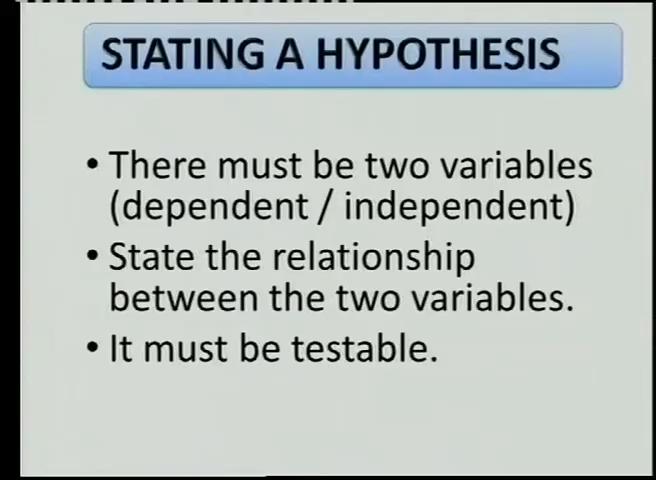 STATING A HYPOTHESIS
• There must be two variables
(dependent / independent)
• State the relationship
between the two variables.
• It must be testable.